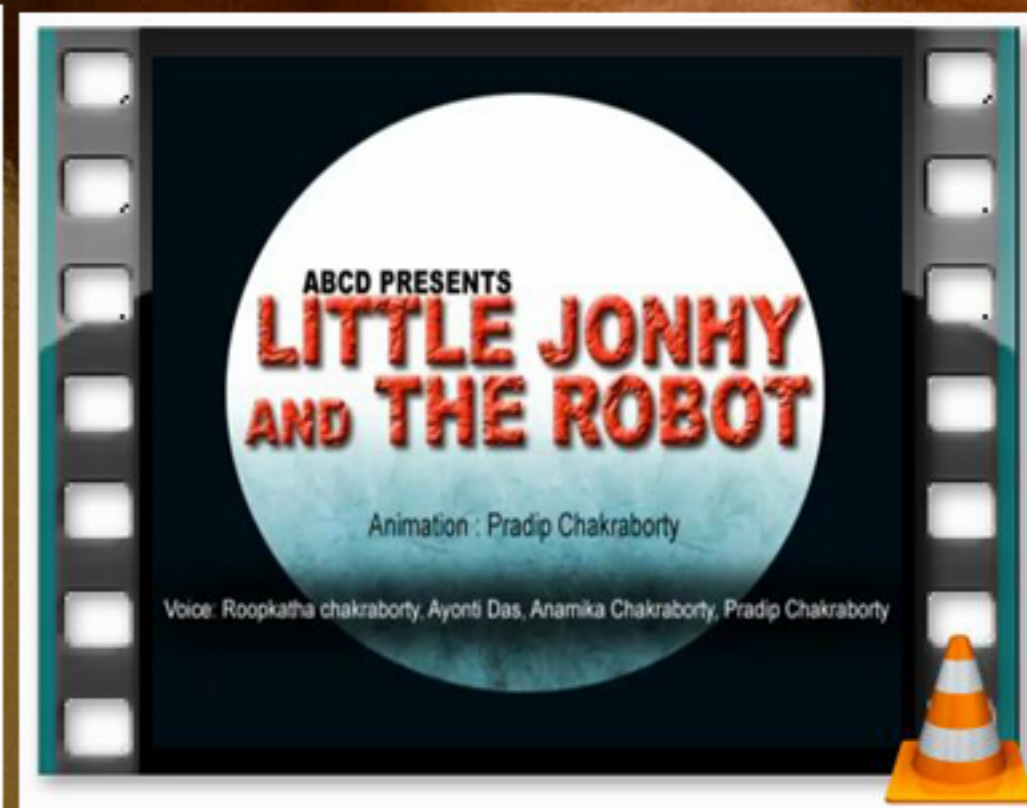 ABCD PRESENTS
LITTLE JONHY
AND THE ROBOT
Animation : Pradip Chakraborty
Voice: Roopkatha chakraborty, Ayonti Das, Anamika Chakraborty, Pradip Chakraborty